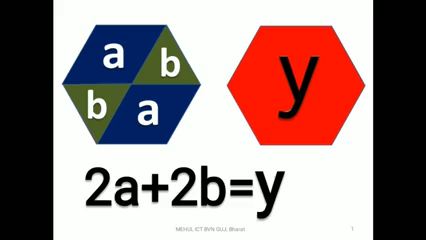 a b
b a
y
2a+2b=y
MEHUL ICT BVN GUJ, Bharat 1